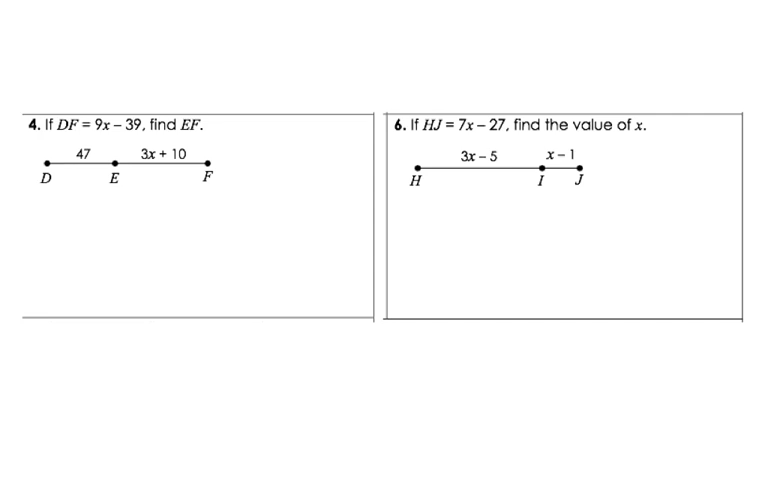 4. If DF = 9x – 39, find EF.
47 3x + 10
D E F
6. If HJ = 7x – 27, find the value of x.
3x – 5 x – 1
H I J